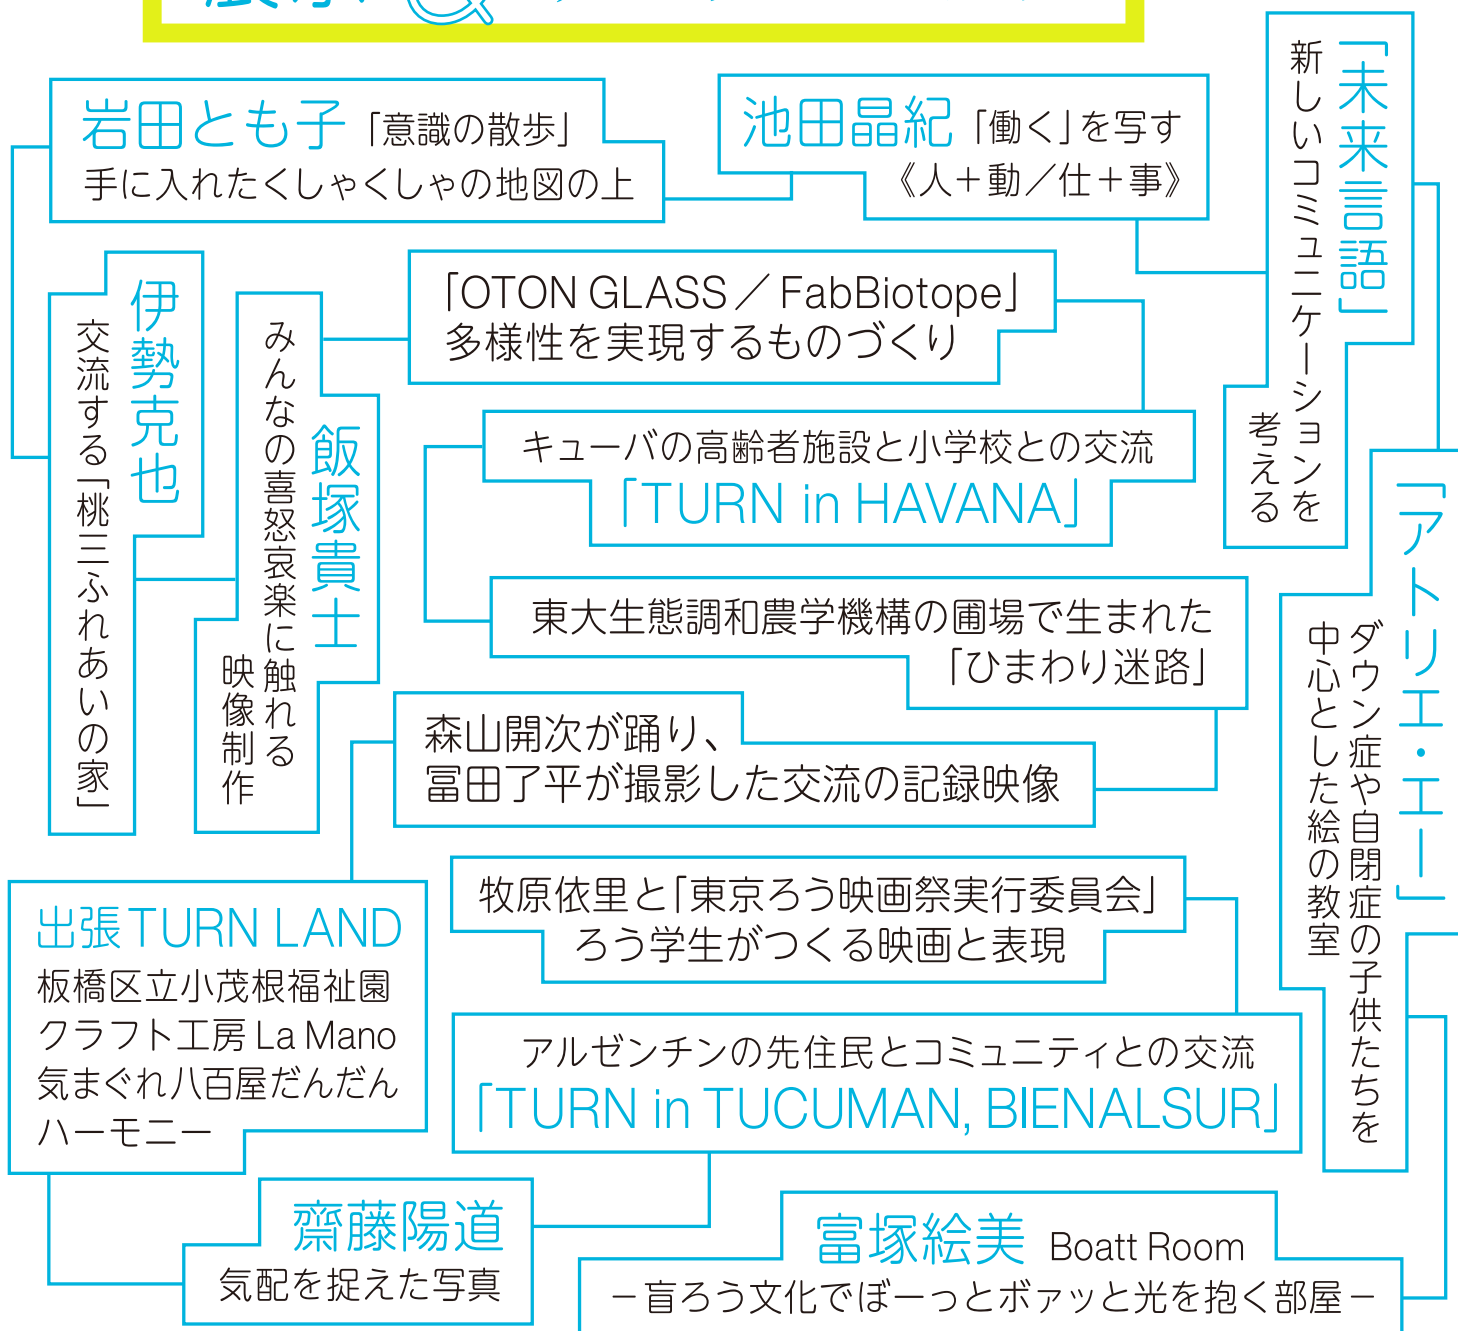 岩田とも子「意識の散歩」
手に入れたくしゃくしゃの地図の上
池田晶紀「働く」を写す
《人＋動／仕＋事》
「未来言語」
新しいコミュニケーションを
考える
伊勢克也
交流する「桃三ふれあいの家」
飯塚貴士
みんなの喜怒哀楽に触れる
映像制作
「OTON GLASS／FabBiotope」
多様性を実現するものづくり
キューバの高齢者施設と小学校との交流
「TURN in HAVANA」
東大生態調和農学機構の圃場で生まれた
「ひまわり迷路」
「アトリエ・エー」
ダウン症や自閉症の子供たちを
中心とした絵の教室
森山開次が踊り、
冨田了平が撮影した交流の記録映像
出張TURN LAND
板橋区立小茂根福祉園
クラフト工房 La Mano
気まぐれ八百屋だんだん
ハーモニー
牧原依里と「東京ろう映画祭実行委員会」
ろう学生がつくる映画と表現
アルゼンチンの先住民とコミュニティとの交流
「TURN in TUCUMAN, BIENALSUR」
齋藤陽道
気配を捉えた写真
富塚絵美 Boatt Room
－盲ろう文化でぼーっとボァッと光を抱く部屋－